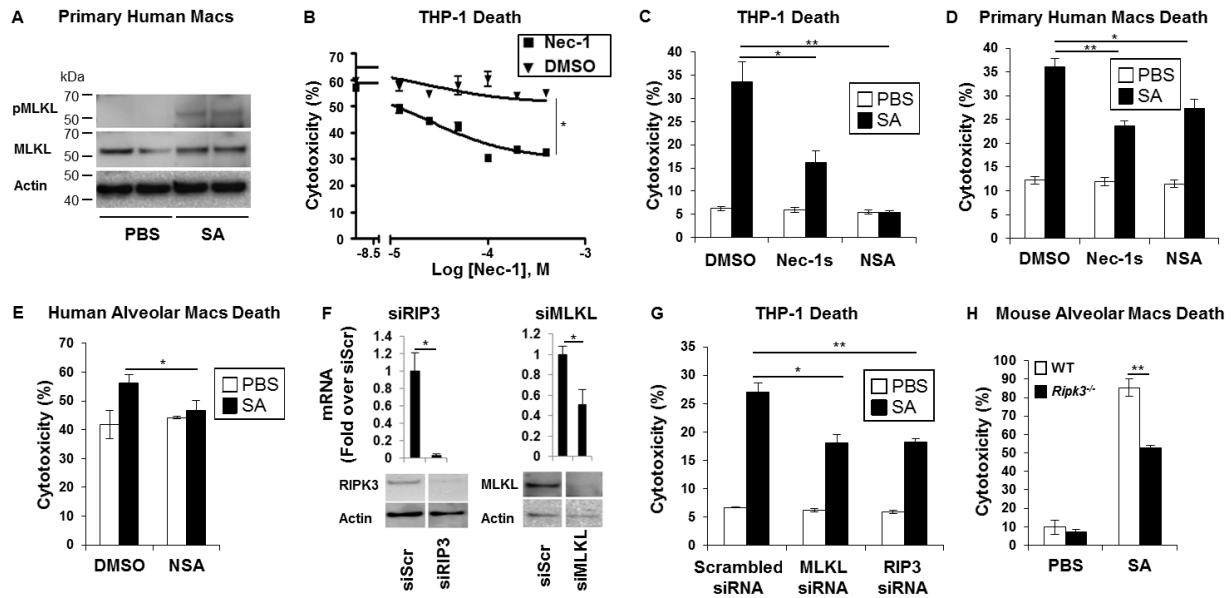 A Primary Human Macs
kDa
pMLKL
70
50
MLKL
70
50
Actin
50
40
PBS SA
B THP-1 Death
Nec-1
DMSO
Cytotoxicity (%)
80
70
60
50
40
30
20
10
0
*
-8.5 -5 -4 -3
Log [Nec-1], M
C THP-1 Death
Cytotoxicity (%)
40
35
30
25
20
15
10
5
0
**
*
PBS
SA
DMSO Nec-1s NSA
D Primary Human Macs Death
Cytotoxicity (%)
40
35
30
25
20
15
10
5
0
*
**
PBS
SA
DMSO Nec-1s NSA
E Human Alveolar Macs Death
Cytotoxicity (%)
70
60
50
40
30
20
10
0
*
PBS
SA
DMSO NSA
F siRIP3 siMLKL
mRNA
(Fold over siScr)
1.4
1.2
1
0.8
0.6
0.4
0.2
0
*
1.2
1
0.8
0.6
0.4
0.2
0
*
RIPK3
Actin
siScr
siRIP3
MLKL
Actin
siScr
siMLKL
G THP-1 Death
Cytotoxicity (%)
35
30
25
20
15
10
5
0
**
*
PBS
SA
Scrambled MLKL RIP3
siRNA siRNA siRNA
H Mouse Alveolar Macs Death
Cytotoxicity (%)
100
90
80
70
60
50
40
30
20
10
0
WT
Ripk3-/-
**
PBS SA